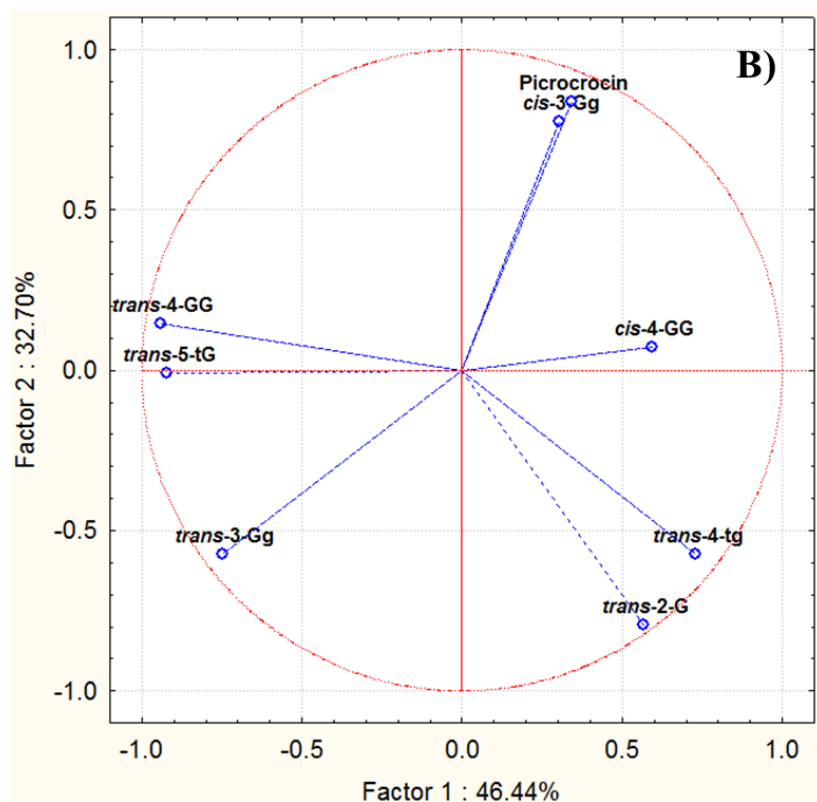 B)
1.0
0.5
0.0
-0.5
-1.0
Factor 2 : 32.70%
Picrocrocin
cis-3-Gg
trans-4-GG
cis-4-GG
trans-5-tG
trans-3-Gg
trans-4-tg
trans-2-G
-1.0 -0.5 0.0 0.5 1.0
Factor 1 : 46.44%